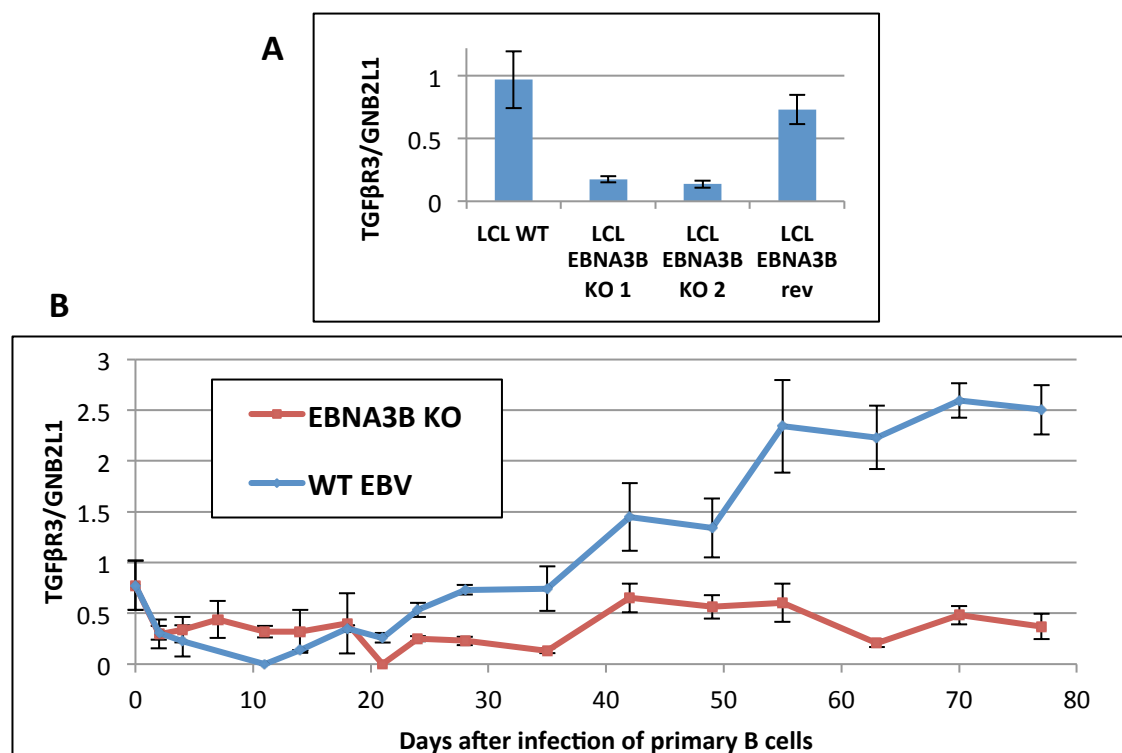 A
TGFβR3/GNB2L1
1
0.5
0
LCL WT
LCL EBNA3B KO 1
LCL EBNA3B KO 2
LCL EBNA3B rev
B
TGFβR3/GNB2L1
3
2.5
2
1.5
1
0.5
0
EBNA3B KO
WT EBV
0 10 20 30 40 50 60 70 80
Days after infection of primary B cells